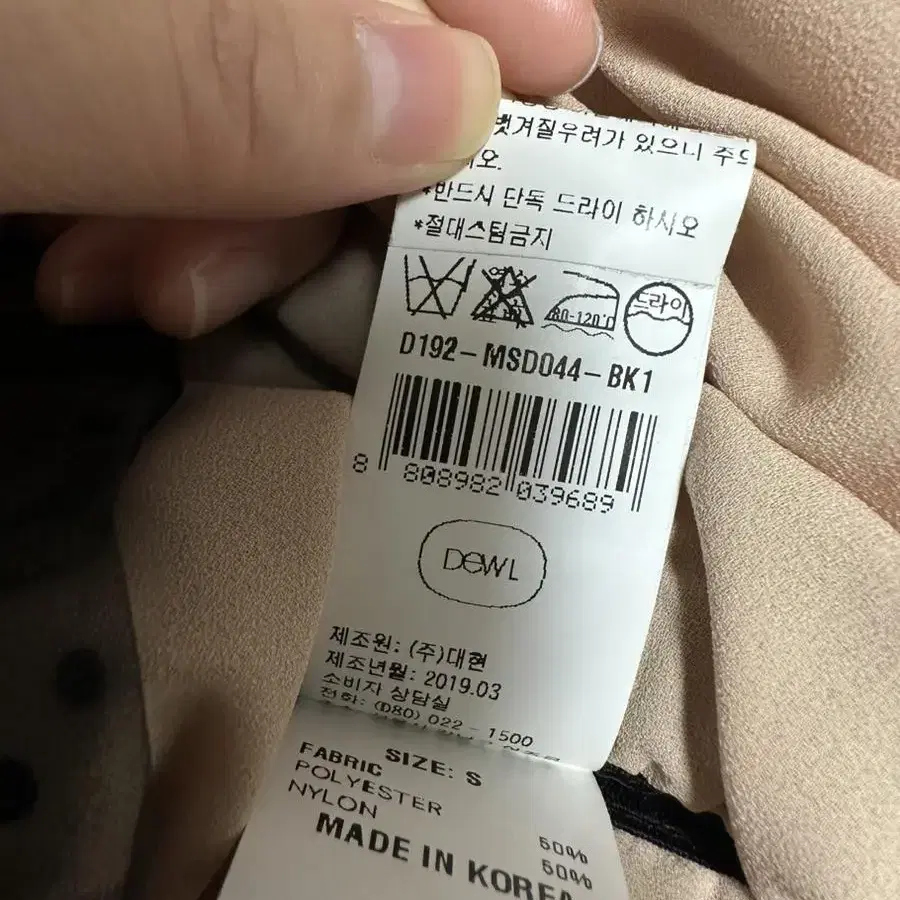 벗겨질우려가 있으니 주의
오.
*반드시 단독 드라이 하시오
*절대스팀금지
80-120℃ 드라이
D192-MSD044-BK1
8 808982 039689
DEWL
제조원: (주)대현
제조년월: 2019.03
소비자 상담실
전화: (080) 022-1500
SIZE: S
FABRIC
POLYESTER 50%
NYLON 50%
MADE IN KOREA